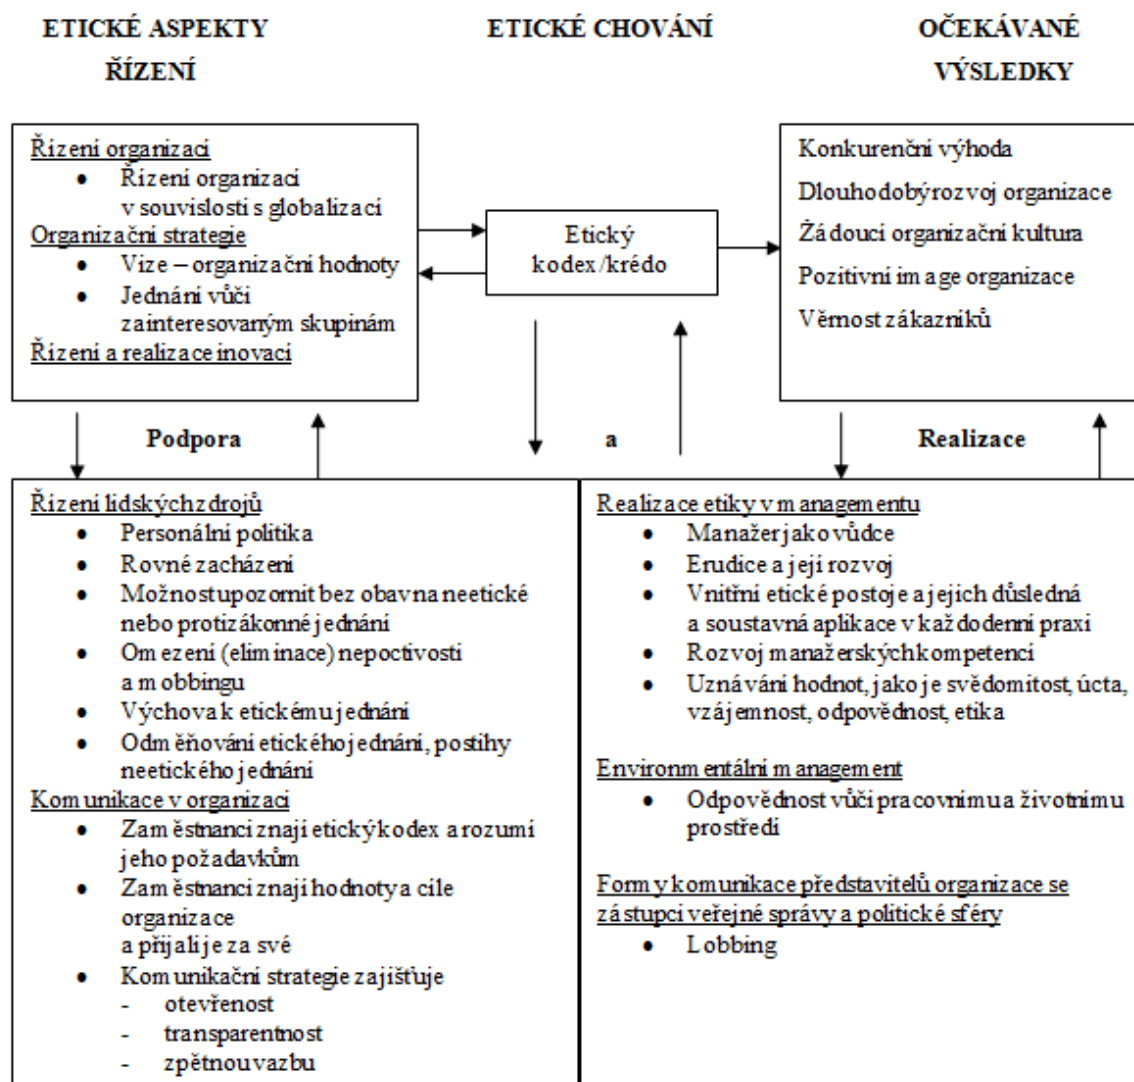 ETICKÉ ASPEKTY
ŘÍZENÍ
ETICKÉ CHOVÁNÍ
OČEKÁVANÉ
VÝSLEDKY
Řízení organizací
• Řízení organizací
v souvislosti s globalizací
Organizační strategie
• Vize – organizační hodnoty
• Jednání vůči
zainteresovaným skupinám
Řízení a realizace inovací
Etický
kodex/krédo
Konkurenční výhoda
Dlouhodobý rozvoj organizace
Žádoucí organizační kultura
Pozitivní image organizace
Věrnost zákazníků
Podpora
a
Realizace
Řízení lidských zdrojů
• Personální politika
• Rovné zacházení
• Možnost upozornit bez obav na neetické
nebo protizákonné jednání
• Omezení (eliminace) nepoctivosti
a mobbingu
• Výchova k etickému jednání
• Odměňování etického jednání, postihy
neetického jednání
Komunikace v organizaci
• Zaměstnanci znají etický kodex a rozumí
jeho požadavkům
• Zaměstnanci znají hodnoty a cíle
organizace
a přijali je za své
• Komunikační strategie zajišťuje
- otevřenost
- transparentnost
- zpětnou vazbu
Realizace etiky v managementu
• Manažer jako vůdce
• Erudice a její rozvoj
• Vnitřní etické postoje a jejich důsledná
a soustavná aplikace v každodenní praxi
• Rozvoj manažerských kompetencí
• Uznávání hodnot, jako je svědomitost, úcta,
vzájemnost, odpovědnost, etika
Environmentální management
• Odpovědnost vůči pracovnímu a životnímu
prostředí
Formy komunikace představitelů organizace se
zástupci veřejné správy a politické sféry
• Lobbing